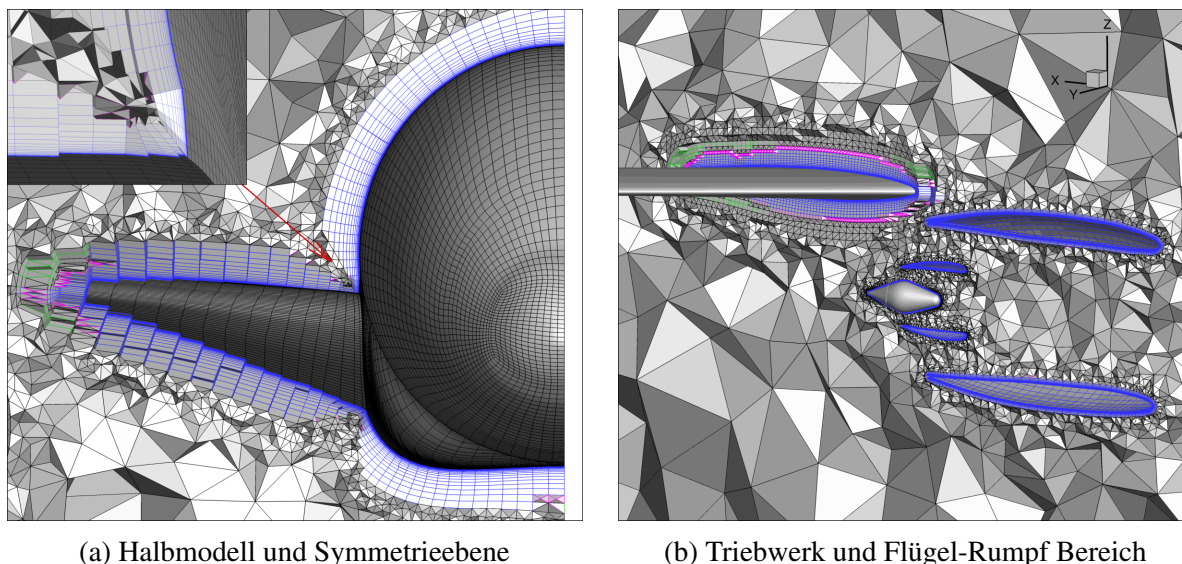 Z
X
Y
(a) Halbmodell und Symmetrieebene
(b) Triebwerk und Flügel-Rumpf Bereich